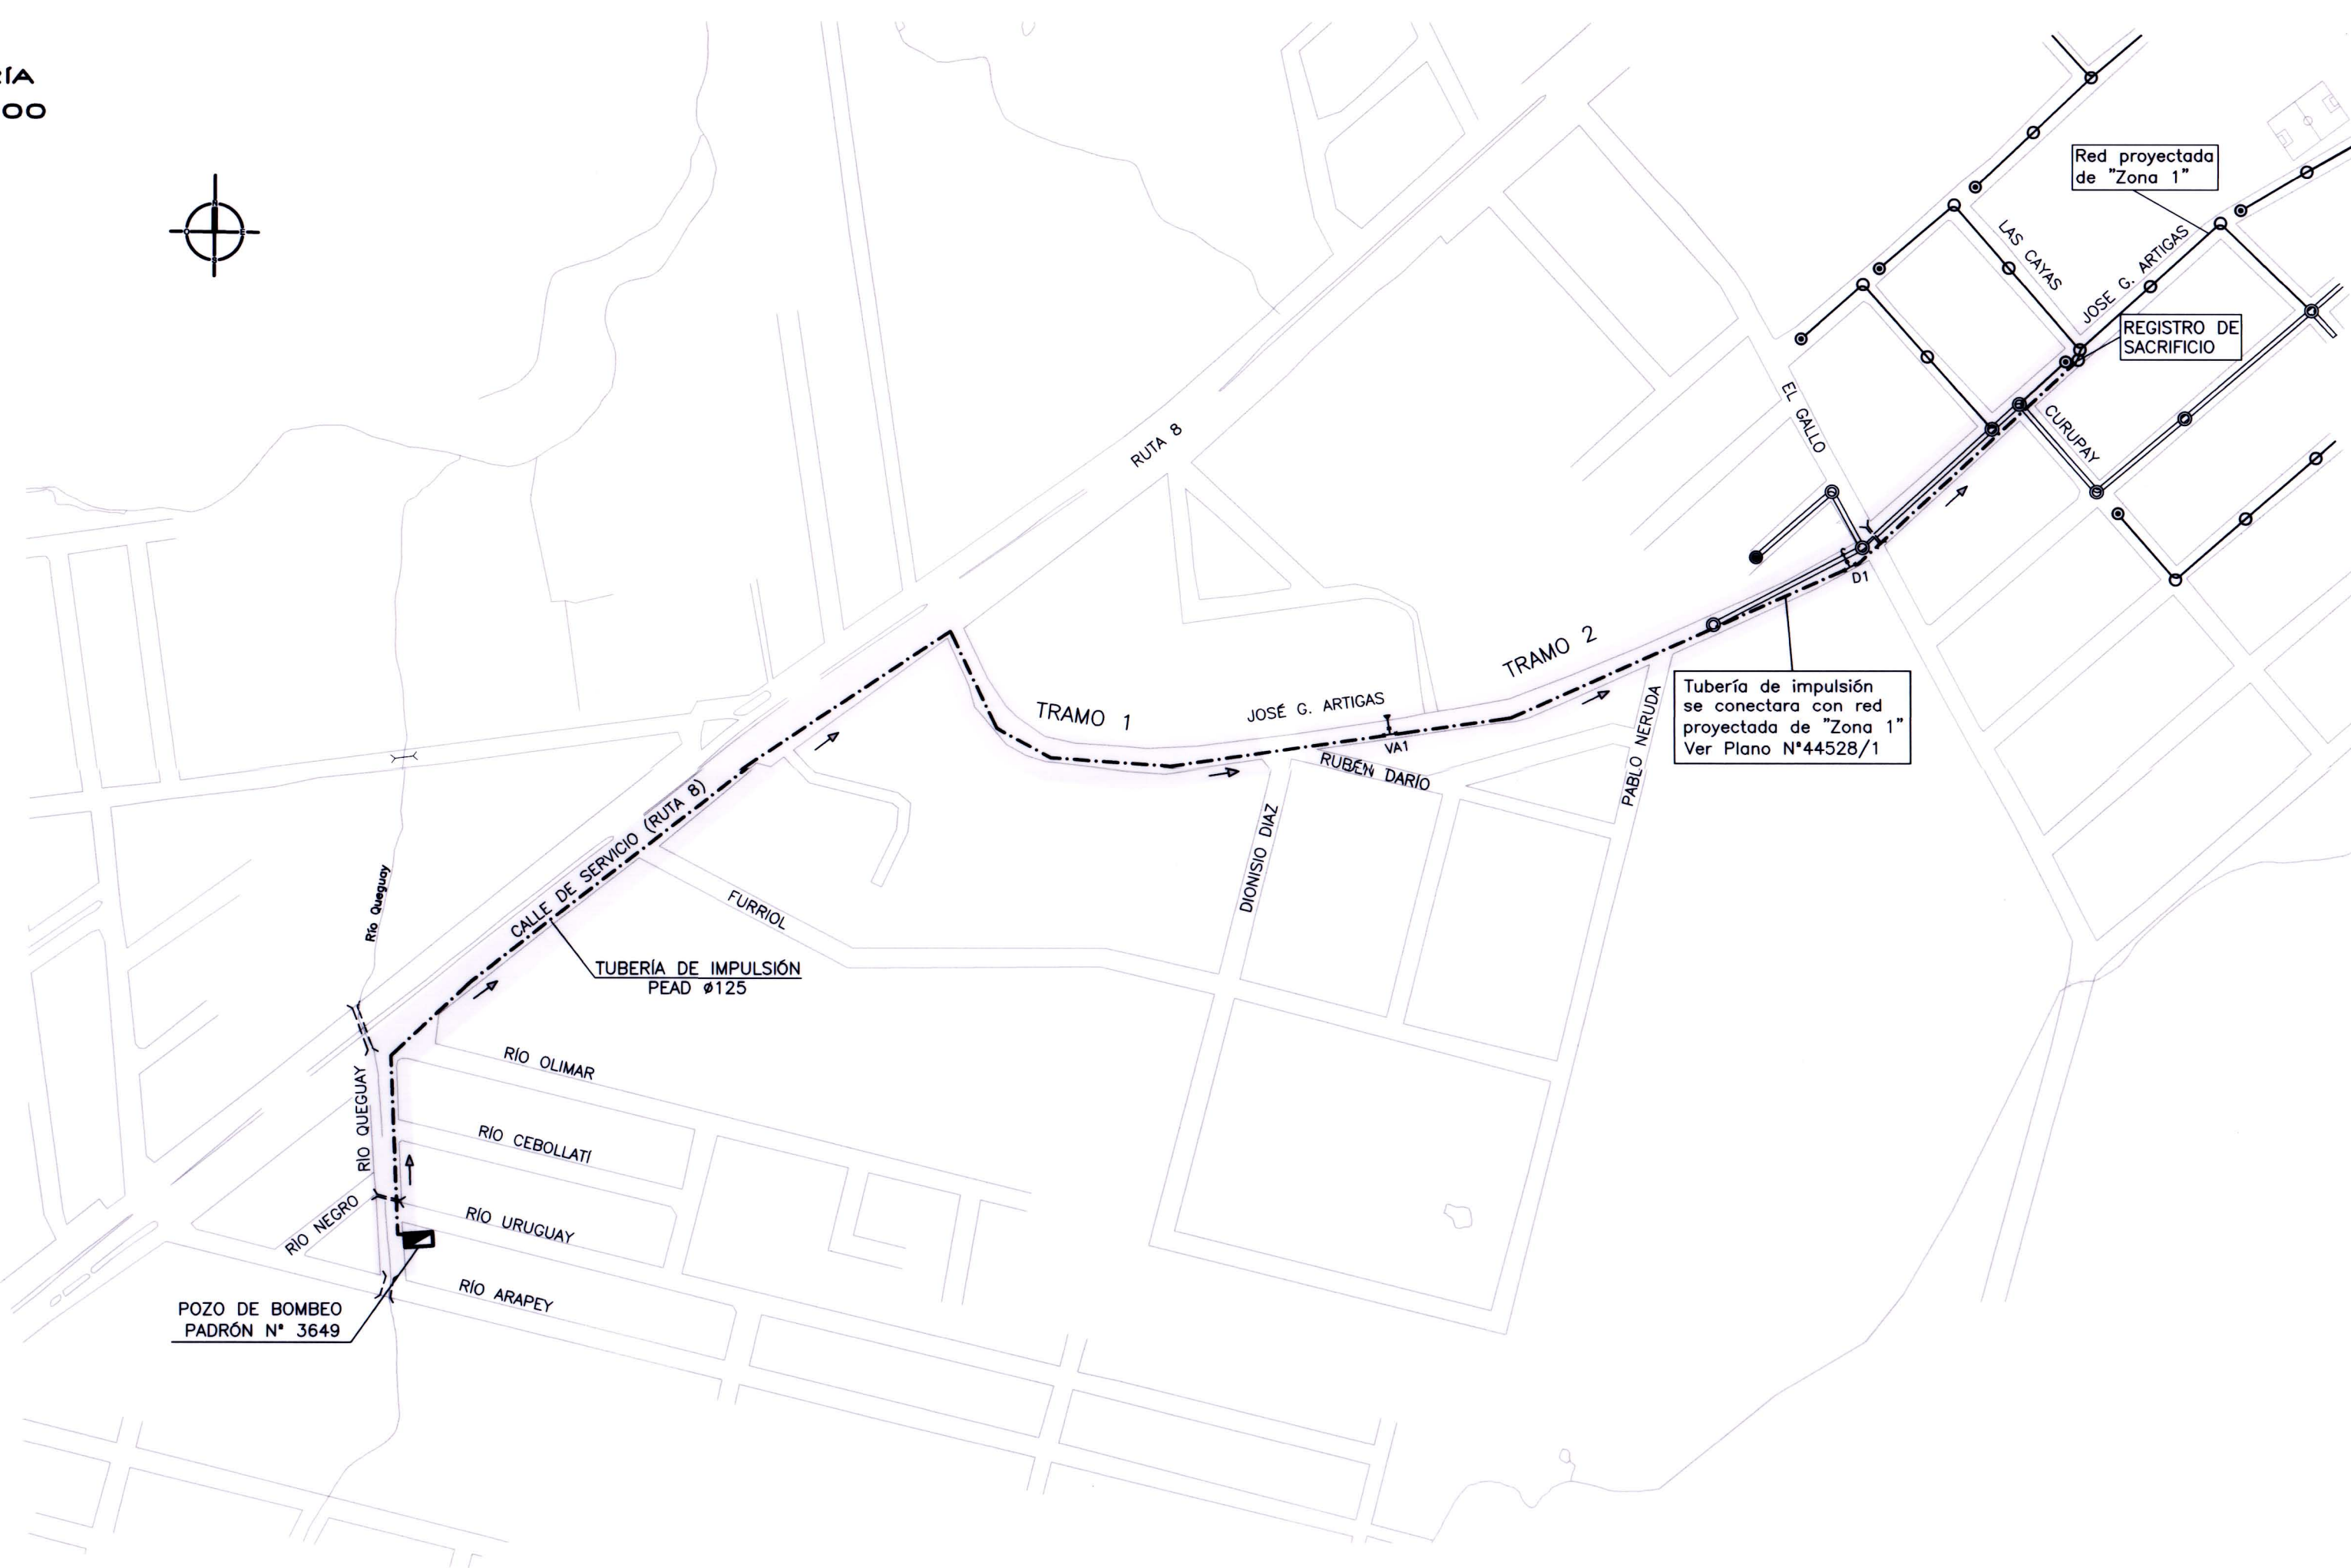 ÍA
00
N
O
E
S
Red proyectada
de "Zona 1"
LAS CAYAS
JOSE G. ARTIGAS
REGISTRO DE
SACRIFICIO
EL GALLO
CURUPAY
RUTA 8
D1
TRAMO 2
Tubería de impulsión
se conectara con red
proyectada de "Zona 1"
Ver Plano N°44528/1
TRAMO 1
JOSÉ G. ARTIGAS
VA1
RUBÉN DARÍO
PABLO NERUDA
DIONISIO DIAZ
CALLE DE SERVICIO (RUTA 8)
Río Queguay
FURRIOL
TUBERÍA DE IMPULSIÓN
PEAD ø125
RÍO OLIMAR
RÍO QUEGUAY
RÍO CEBOLLATÍ
RÍO NEGRO
RÍO URUGUAY
RÍO ARAPEY
POZO DE BOMBEO
PADRÓN N° 3649